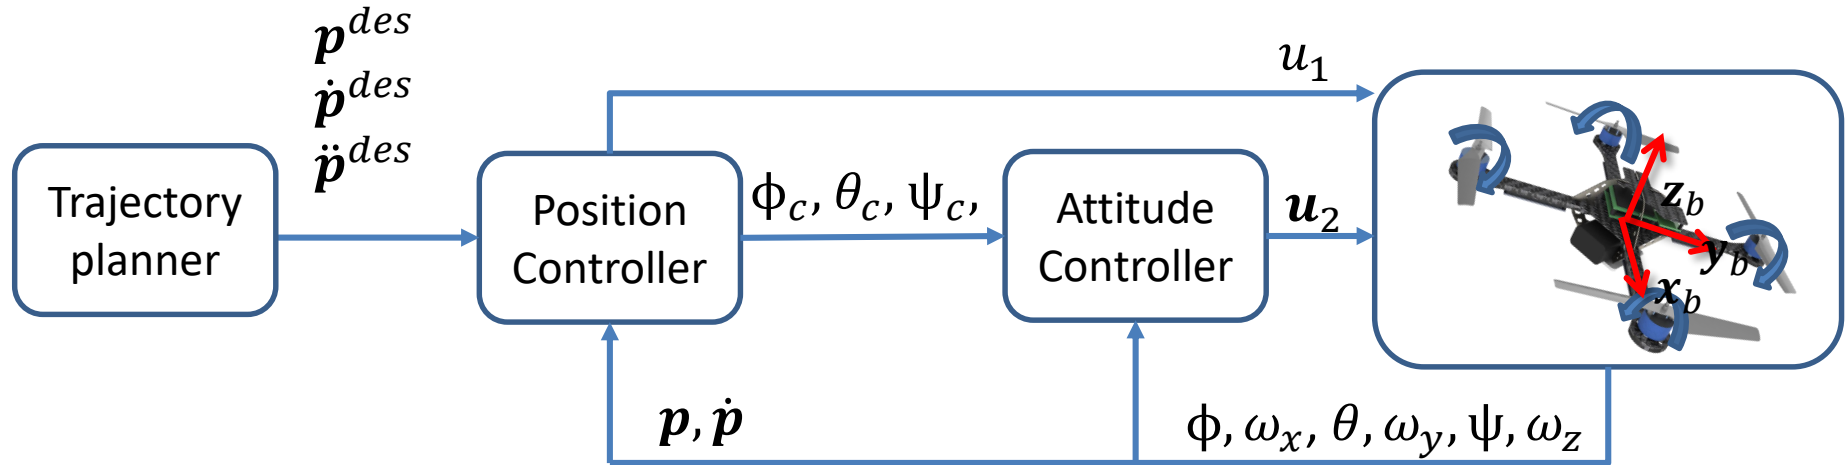 𝒑^𝑑𝑒𝑠
𝒑̇^𝑑𝑒𝑠
𝒑̈^𝑑𝑒𝑠
𝑢₁
Trajectory
planner
Position
Controller
ϕ_𝑐, 𝜃_𝑐, ψ_𝑐,
Attitude
Controller
𝒖₂
𝒛_𝑏
𝒚_𝑏
𝒙_𝑏
𝒑, 𝒑̇
ϕ, 𝜔_𝑥, 𝜃, 𝜔_𝑦, ψ, 𝜔_𝑧